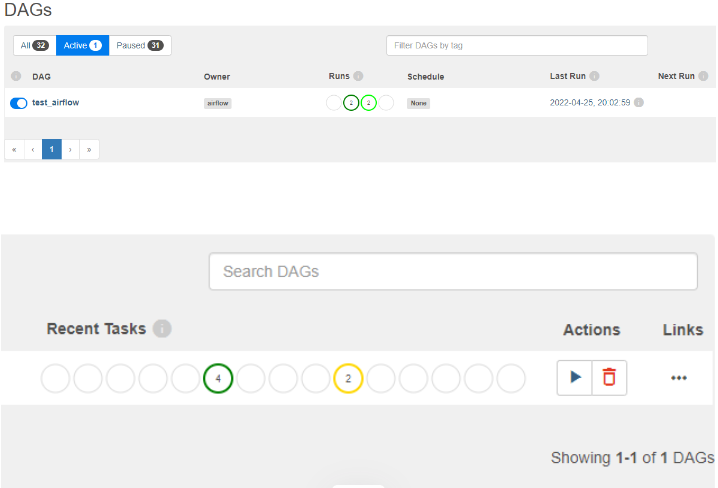 DAGs
All 32 Active 1 Paused 31 Filter DAGs by tag
i DAG Owner Runs i Schedule Last Run i Next Run i
test_airflow airflow 2 2 None 2022-04-25, 20:02:59 i
« ‹ 1 › »
Search DAGs
Recent Tasks i Actions Links
4 2 •••
Showing 1-1 of 1 DAGs